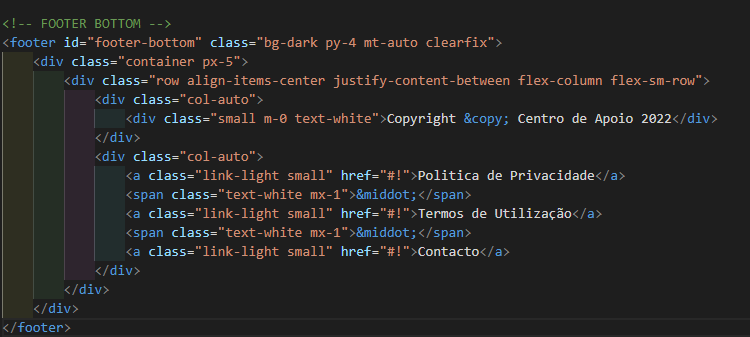 <!-- FOOTER BOTTOM -->
<footer id="footer-bottom" class="bg-dark py-4 mt-auto clearfix">
<div class="container px-5">
<div class="row align-items-center justify-content-between flex-column flex-sm-row">
<div class="col-auto">
<div class="small m-0 text-white">Copyright &copy; Centro de Apoio 2022</div>
</div>
<div class="col-auto">
<a class="link-light small" href="#!">Politica de Privacidade</a>
<span class="text-white mx-1">&middot;</span>
<a class="link-light small" href="#!">Termos de Utilização</a>
<span class="text-white mx-1">&middot;</span>
<a class="link-light small" href="#!">Contacto</a>
</div>
</div>
</div>
</footer>